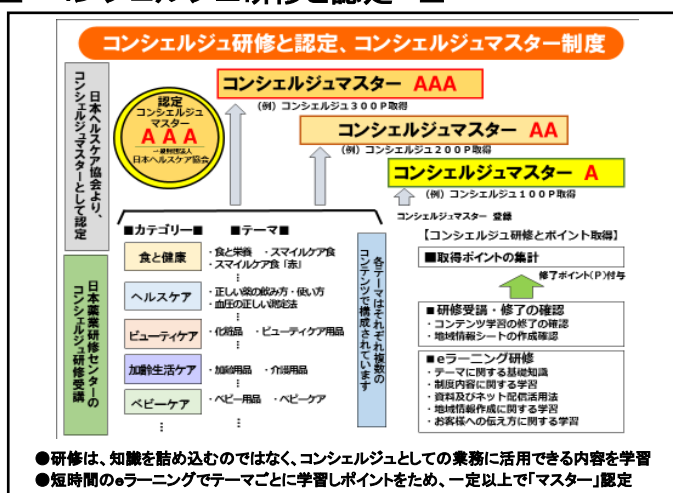 コンシェルジュ研修と認定、コンシェルジュマスター制度
日本ヘルスケア協会より、
コンシェルジュマスターとして認定
認定
コンシェルジュ
マスター
AAA
一般財団法人
日本ヘルスケア協会
コンシェルジュマスター AAA
(例)コンシェルジュ300P取得
コンシェルジュマスター AA
(例)コンシェルジュ200P取得
コンシェルジュマスター A
(例)コンシェルジュ100P取得
コンシェルジュマスター 登録
日本薬業研修センターの
コンシェルジュ研修受講
■カテゴリー■ ■テーマ■
食と健康
・食と栄養 ・スマイルケア食
・スマイルケア食「赤」
⋮
ヘルスケア
・正しい薬の飲み方・使い方
・血圧の正しい測定法
⋮
ビューティケア
・化粧品 ・ビューティケア用品
⋮
加齢生活ケア
・加齢用品 ・介護用品
⋮
ベビーケア
・ベビー用品 ・ベビーケア
⋮
⋮
各テーマはそれぞれ複数の
コンテンツで構成されています
【コンシェルジュ研修とポイント取得】
■取得ポイントの集計
修了ポイント(P)付与
■研修受講・修了の確認
・コンテンツ学習の修了の確認
・地域情報シートの作成確認
■eラーニング研修
・テーマに関する基礎知識
・制度内容に関する学習
・資料及びネット配信活用法
・地域情報作成に関する学習
・お客様への伝え方に関する学習
●研修は、知識を詰め込むのではなく、コンシェルジュとしての業務に活用できる内容を学習
●短時間のeラーニングでテーマごとに学習しポイントをため、一定以上で「マスター」認定